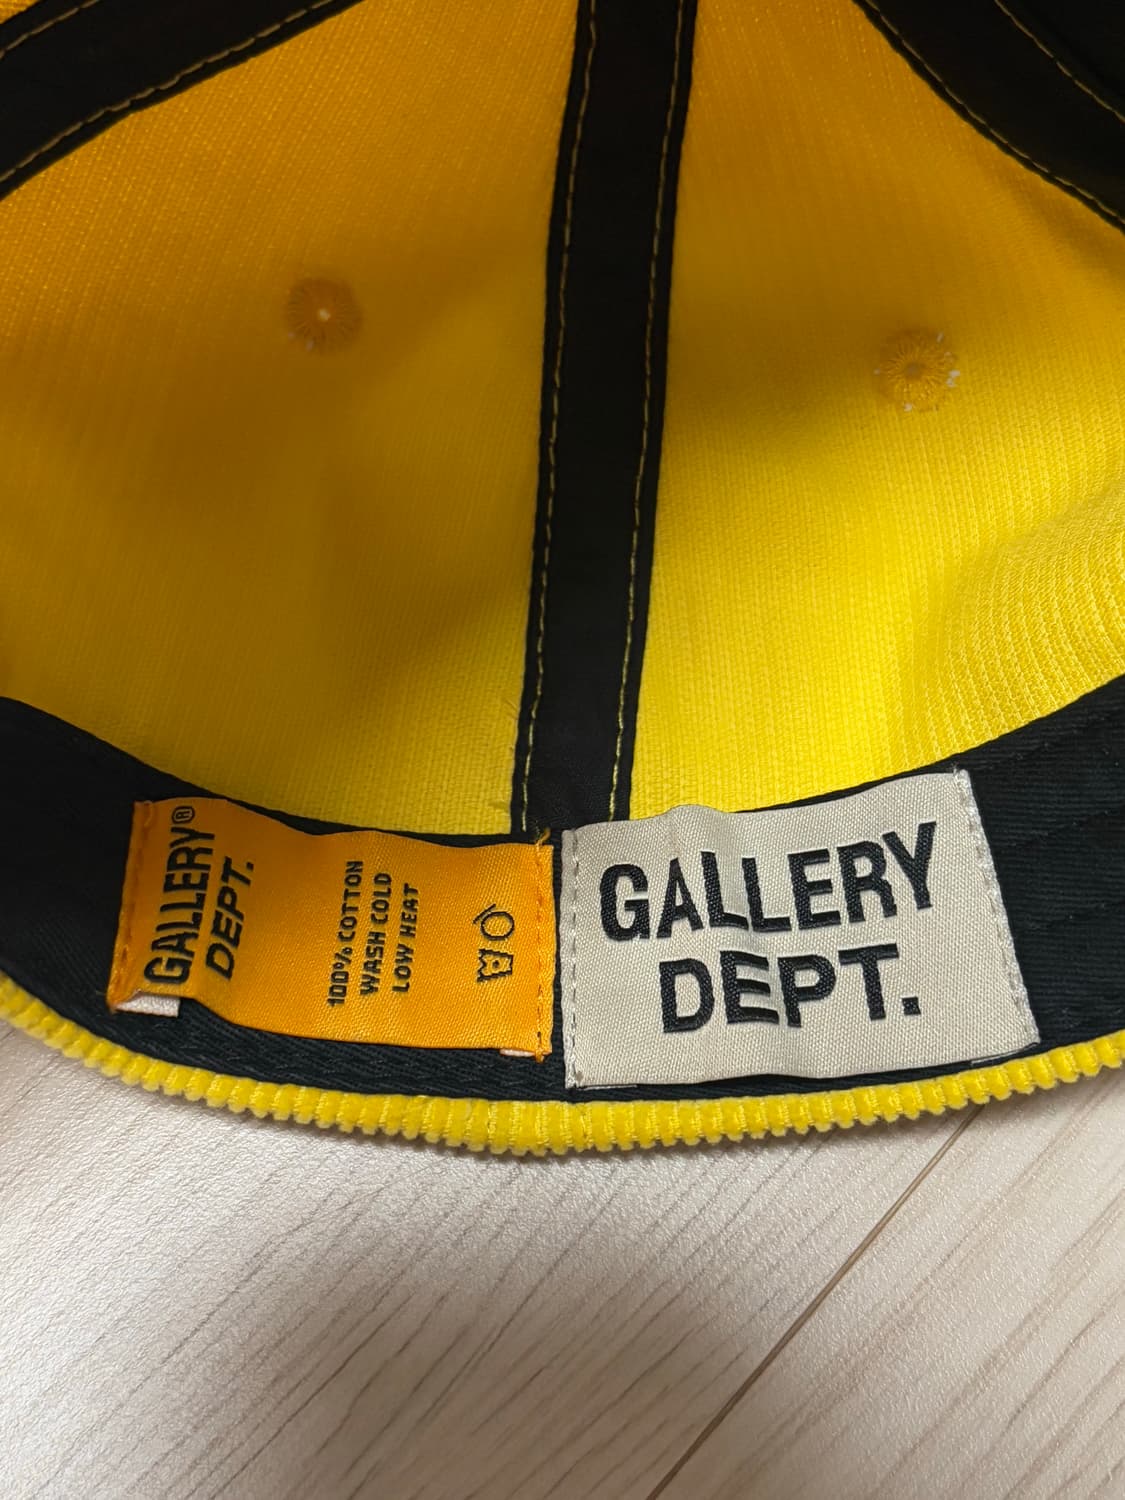 GALLERY®
DEPT.
100% COTTON
WASH COLD
LOW HEAT
GALLERY
DEPT.